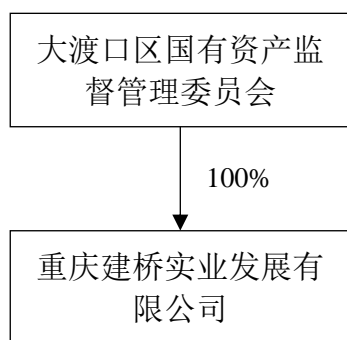 大渡口区国有资产监
督管理委员会
100%
重庆建桥实业发展有
限公司